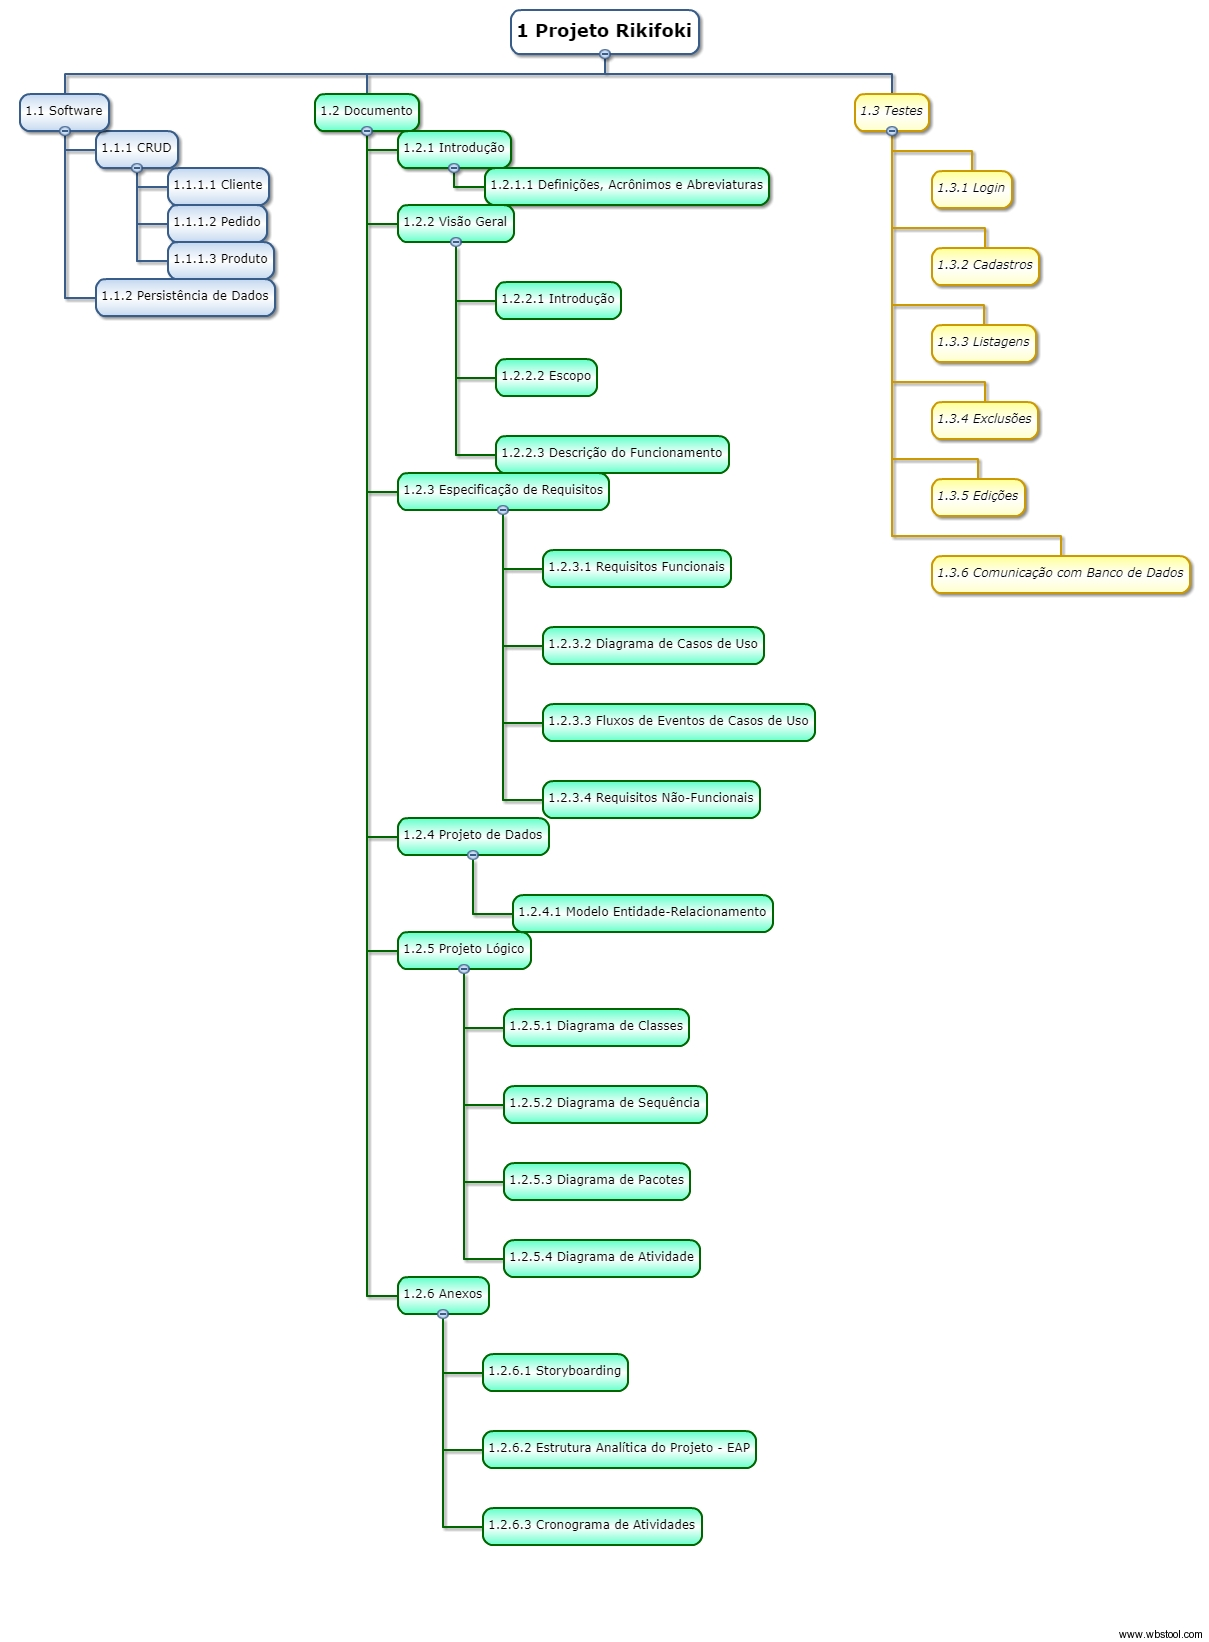 1 Projeto Rikifoki
1.1 Software
1.1.1 CRUD
1.1.1.1 Cliente
1.1.1.2 Pedido
1.1.1.3 Produto
1.1.2 Persistência de Dados
1.2 Documento
1.2.1 Introdução
1.2.1.1 Definições, Acrônimos e Abreviaturas
1.2.2 Visão Geral
1.2.2.1 Introdução
1.2.2.2 Escopo
1.2.2.3 Descrição do Funcionamento
1.2.3 Especificação de Requisitos
1.2.3.1 Requisitos Funcionais
1.2.3.2 Diagrama de Casos de Uso
1.2.3.3 Fluxos de Eventos de Casos de Uso
1.2.3.4 Requisitos Não-Funcionais
1.2.4 Projeto de Dados
1.2.4.1 Modelo Entidade-Relacionamento
1.2.5 Projeto Lógico
1.2.5.1 Diagrama de Classes
1.2.5.2 Diagrama de Sequência
1.2.5.3 Diagrama de Pacotes
1.2.5.4 Diagrama de Atividade
1.2.6 Anexos
1.2.6.1 Storyboarding
1.2.6.2 Estrutura Analítica do Projeto - EAP
1.2.6.3 Cronograma de Atividades
1.3 Testes
1.3.1 Login
1.3.2 Cadastros
1.3.3 Listagens
1.3.4 Exclusões
1.3.5 Edições
1.3.6 Comunicação com Banco de Dados
www.wbstool.com